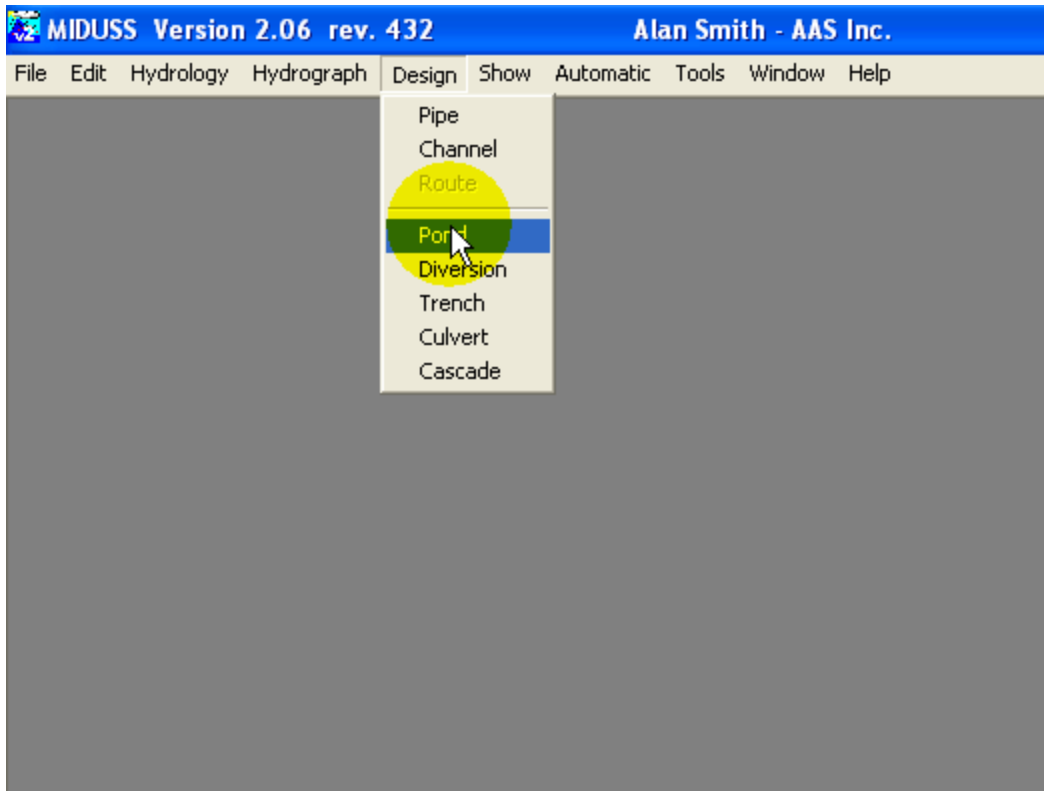 MIDUSS Version 2.06 rev. 432 Alan Smith - AAS Inc.
File Edit Hydrology Hydrograph Design Show Automatic Tools Window Help
Pipe
Channel
Route
Pond
Diversion
Trench
Culvert
Cascade